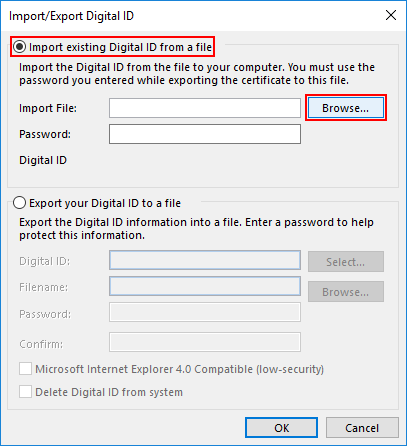 Import/Export Digital ID
Import existing Digital ID from a file
Import the Digital ID from the file to your computer. You must use the
password you entered while exporting the certificate to this file.
Import File:
Browse...
Password:
Digital ID
Export your Digital ID to a file
Export the Digital ID information into a file. Enter a password to help
protect this information.
Digital ID:
Select...
Filename:
Browse...
Password:
Confirm:
Microsoft Internet Explorer 4.0 Compatible (low-security)
Delete Digital ID from system
OK
Cancel